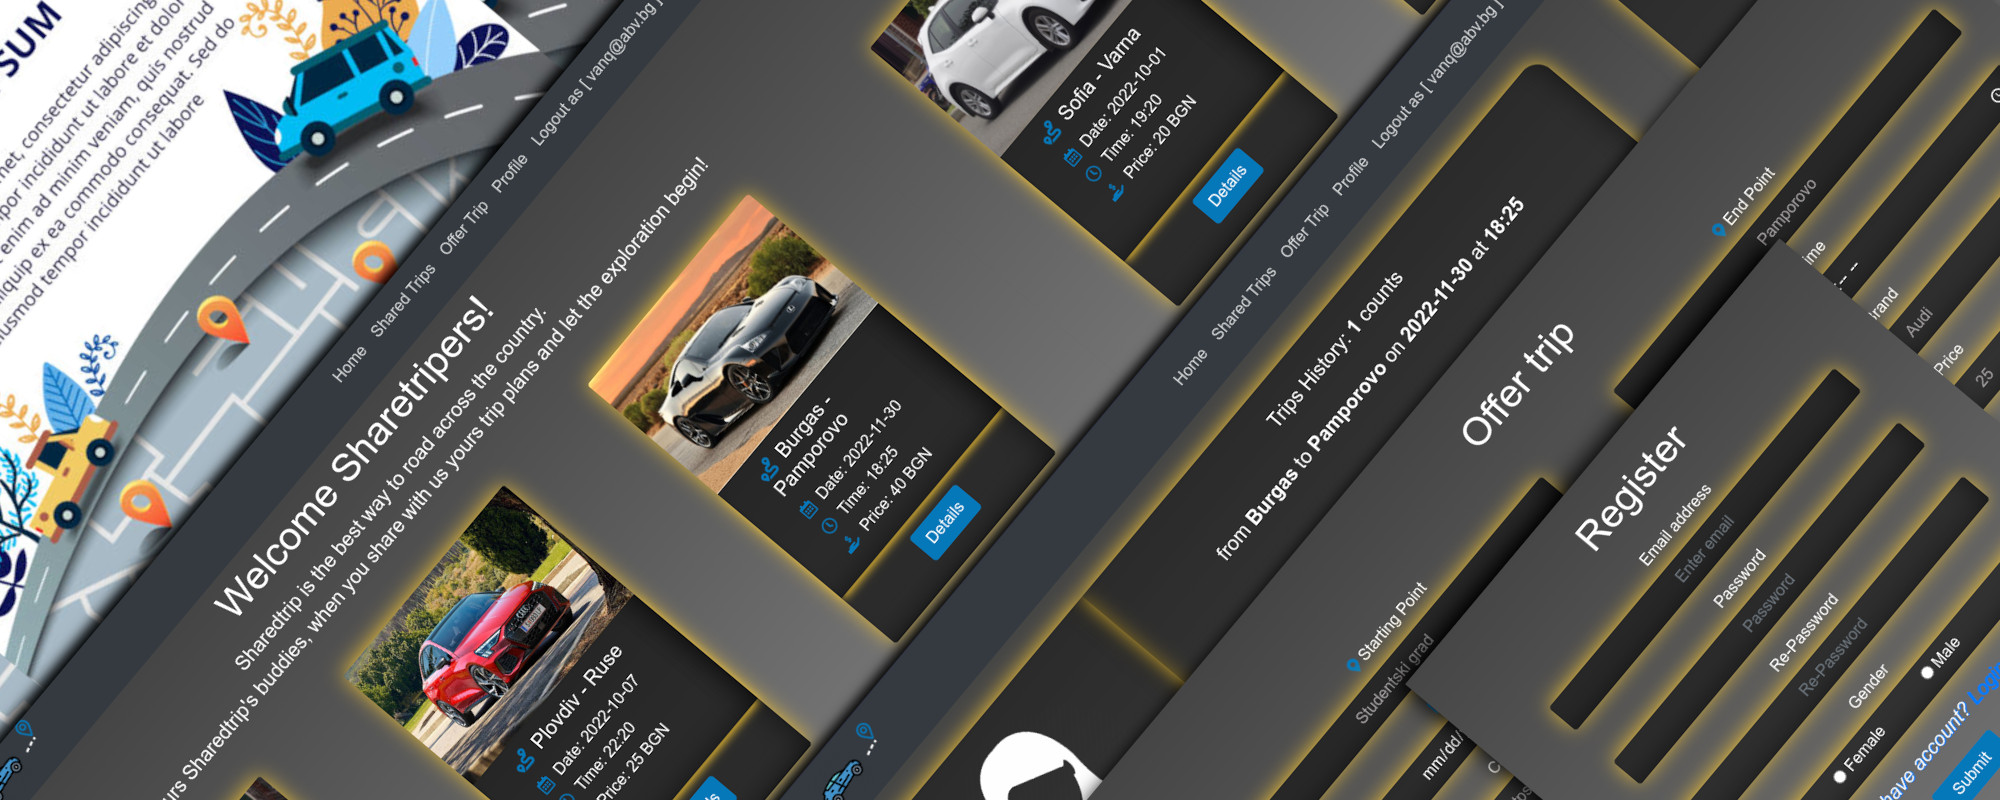 SUM
consectetur adipiscing
por incididunt ut labore et dolor
enim ad minim veniam, quis nostrud
aliquip ex ea commodo consequat. Sed do
eiusmod tempor incididunt ut labore
Home
Shared Trips
Offer Trip
Profile
Logout as [ vanq@abv.bg ]
Welcome Sharetripers!
Sharedtrip is the best way to road across the country.
Sharedtrip's buddies, when you share with us yours trip plans and let the exploration begin!
Plovdiv - Ruse
Date: 2022-10-07
Time: 22:20
Price: 25 BGN
Burgas -
Pamporovo
Date: 2022-11-30
Time: 18:25
Price: 40 BGN
Details
Sofia - Varna
Date: 2022-10-01
Time: 19:20
Price: 20 BGN
Details
Home
Shared Trips
Offer Trip
Profile
Logout as [ vanq@abv.bg ]
Trips History: 1 counts
from Burgas to Pamporovo on 2022-11-30 at 18:25
Offer trip
Starting Point
Studentski grad
End Point
Pamporovo
mm/dd/
Audi
Price
25
Register
Email address
Enter email
Password
Password
Re-Password
Re-Password
Gender
Female
Male
have account? Login
Submit